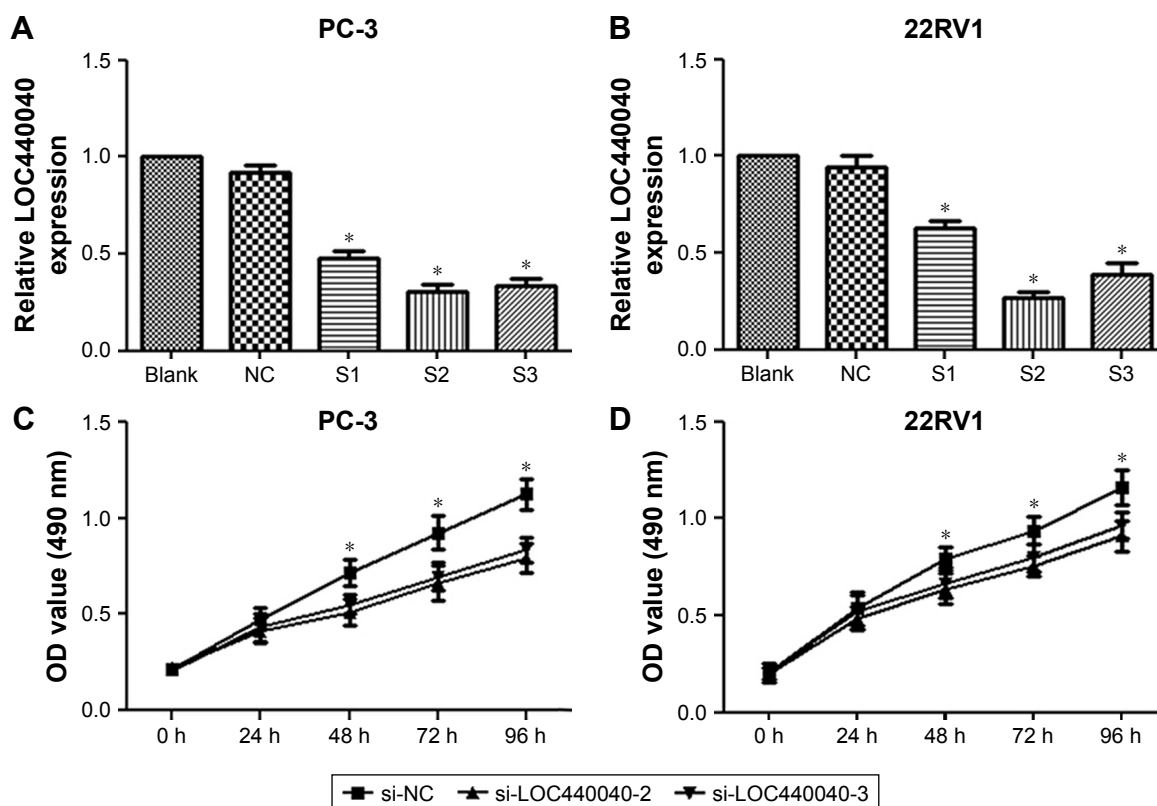 A
PC-3
Relative LOC440040
expression
1.5
1.0
0.5
0.0
*
*
*
Blank NC S1 S2 S3
B
22RV1
Relative LOC440040
expression
1.5
1.0
0.5
0.0
*
*
*
Blank NC S1 S2 S3
C
PC-3
OD value (490 nm)
1.5
1.0
0.5
0.0
*
*
*
0 h 24 h 48 h 72 h 96 h
D
22RV1
OD value (490 nm)
1.5
1.0
0.5
0.0
*
*
*
0 h 24 h 48 h 72 h 96 h
si-NC si-LOC440040-2 si-LOC440040-3